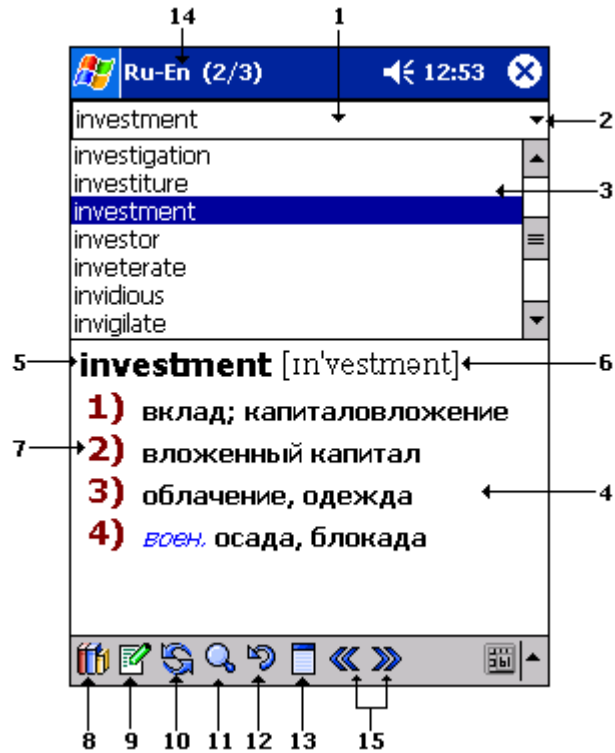 14 1
Ru-En (2/3) 12:53
investment 2
investigation
investiture 3
investment
investor
inveterate
invidious
invigilate
5 investment [ın'vestmənt] 6
1) вклад; капиталовложение
7 2) вложенный капитал
3) облачение, одежда 4
4) воен. осада, блокада
8 9 10 11 12 13 15